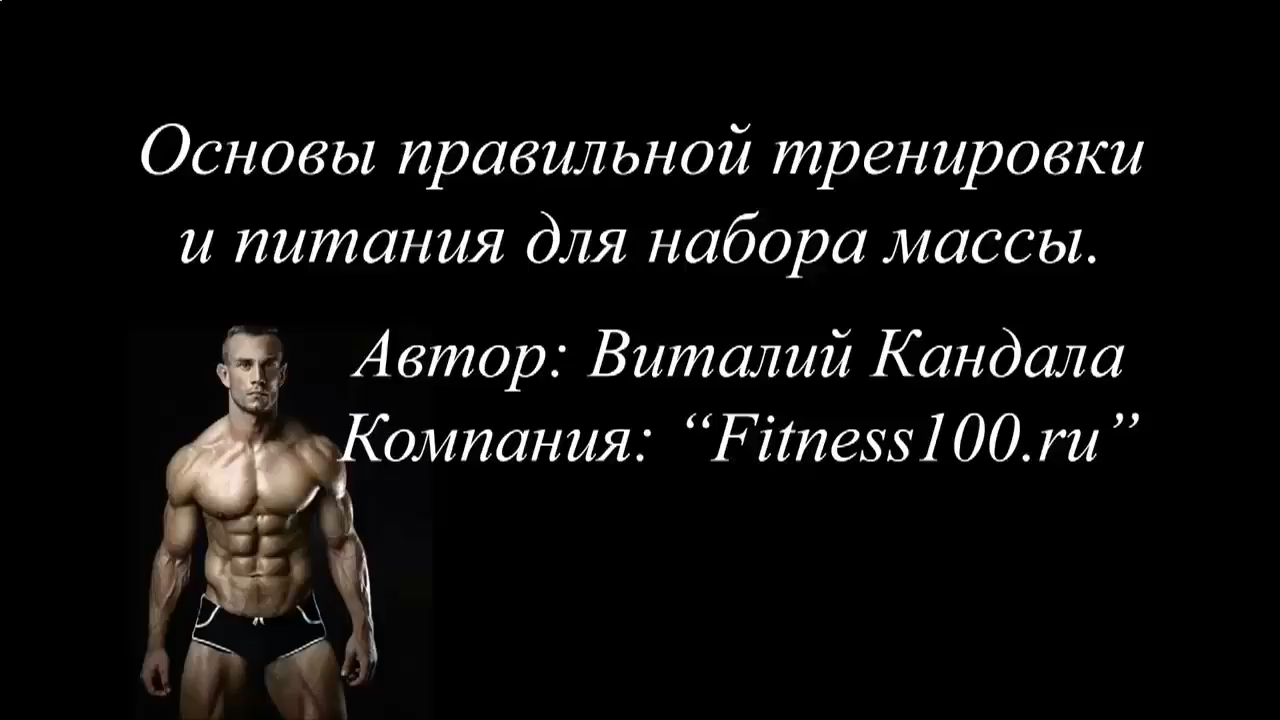 Основы правильной тренировки
и питания для набора массы.
Автор: Виталий Кандала
Компания: “Fitness100.ru”